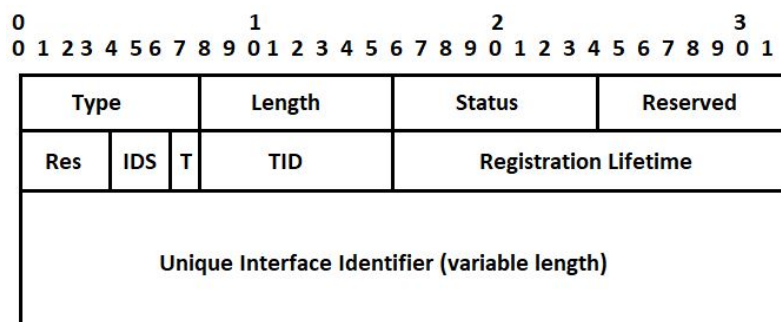 0 1 2 3
0 1 2 3 4 5 6 7 8 9 0 1 2 3 4 5 6 7 8 9 0 1 2 3 4 5 6 7 8 9 0 1
Type Length Status Reserved
Res IDS T TID Registration Lifetime
Unique Interface Identifier (variable length)